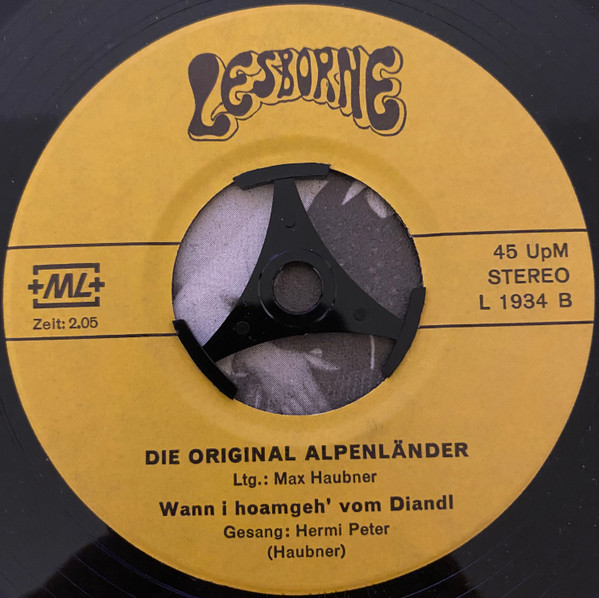 LESBORNE
+ML+
Zeit: 2.05
45 UpM
STEREO
L 1934 B
DIE ORIGINAL ALPENLÄNDER
Ltg.: Max Haubner
Wann i hoamgeh' vom Diandl
Gesang: Hermi Peter
(Haubner)